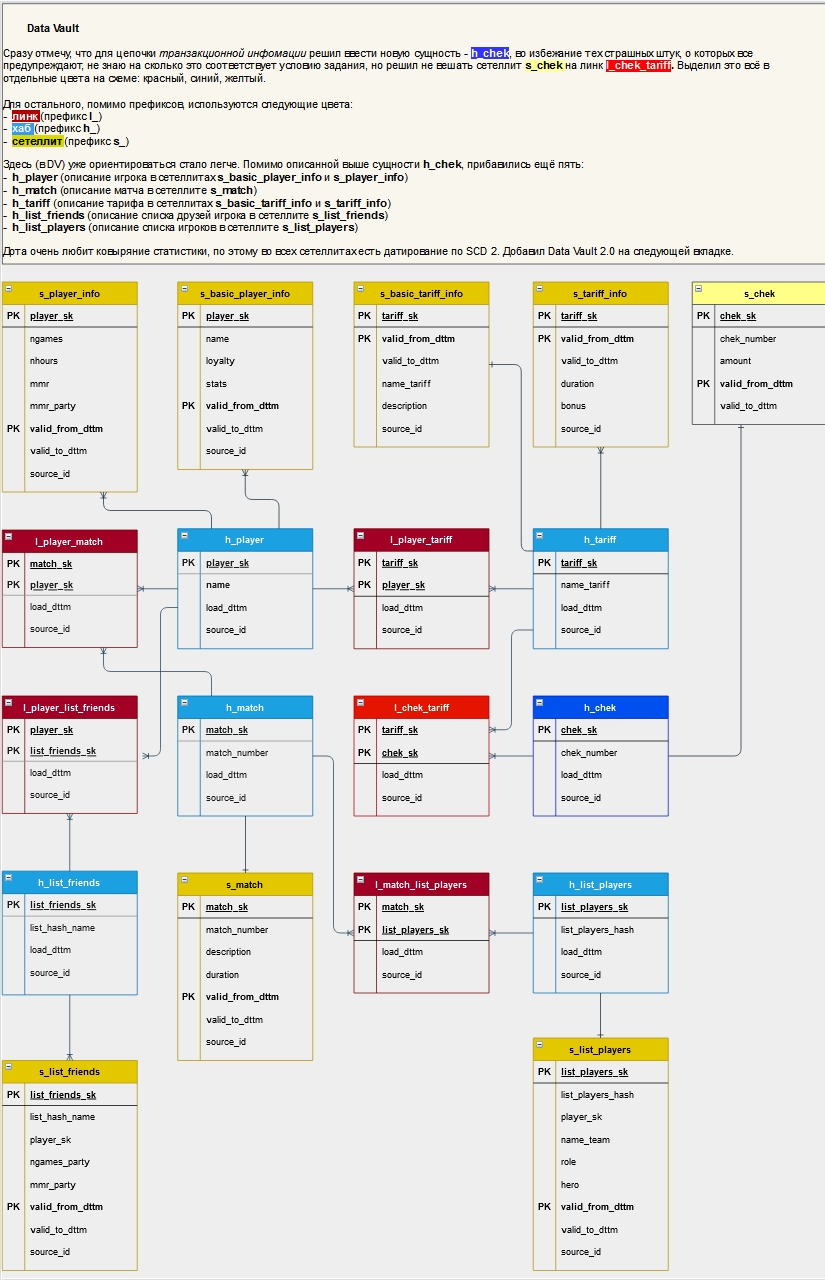 Data Vault
Сразу отмечу, что для цепочки транзакционной инфомации решил ввести новую сущность - h_chek, во избежание тех страшных штук, о которых все
предупреждают, не знаю на сколько это соответствует условию задания, но решил не вешать сетеллит s_chek на линк l_chek_tariff. Выделил это всё в
отдельные цвета на схеме: красный, синий, желтый.
Для остального, помимо префиксов, используются следующие цвета:
- линк (префикс l_)
- хаб (префикс h_)
- сетеллит (префикс s_)
Здесь (в DV) уже ориентироваться стало легче. Помимо описанной выше сущности h_chek, прибавились ещё пять:
- h_player (описание игрока в сетеллитах s_basic_player_info и s_player_info)
- h_match (описание матча в сетеллите s_match)
- h_tariff (описание тарифа в сетеллитах s_basic_tariff_info и s_tariff_info)
- h_list_friends (описание списка друзей игрока в сетеллите s_list_friends)
- h_list_players (описание списка игроков в сетеллите s_list_players)
Дота очень любит ковыряние статистики, по этому во всех сетеллитах есть датирование по SCD 2. Добавил Data Vault 2.0 на следующей вкладке.
s_player_info
PK player_sk
ngames
nhours
mmr
mmr_party
PK valid_from_dttm
valid_to_dttm
source_id
s_basic_player_info
PK player_sk
name
loyalty
stats
PK valid_from_dttm
valid_to_dttm
source_id
s_basic_tariff_info
PK tariff_sk
PK valid_from_dttm
valid_to_dttm
name_tariff
description
source_id
s_tariff_info
PK tariff_sk
PK valid_from_dttm
valid_to_dttm
duration
bonus
source_id
s_chek
PK chek_sk
chek_number
amount
PK valid_from_dttm
valid_to_dttm
l_player_match
PK match_sk
PK player_sk
load_dttm
source_id
h_player
PK player_sk
name
load_dttm
source_id
l_player_tariff
PK tariff_sk
PK player_sk
load_dttm
source_id
h_tariff
PK tariff_sk
name_tariff
load_dttm
source_id
l_player_list_friends
PK player_sk
PK list_friends_sk
load_dttm
source_id
h_match
PK match_sk
match_number
load_dttm
source_id
l_chek_tariff
PK tariff_sk
PK chek_sk
load_dttm
source_id
h_chek
PK chek_sk
chek_number
load_dttm
source_id
h_list_friends
PK list_friends_sk
list_hash_name
load_dttm
source_id
s_match
PK match_sk
match_number
description
duration
PK valid_from_dttm
valid_to_dttm
source_id
l_match_list_players
PK match_sk
PK list_players_sk
load_dttm
source_id
h_list_players
PK list_players_sk
list_players_hash
load_dttm
source_id
s_list_friends
PK list_friends_sk
list_hash_name
player_sk
ngames_party
mmr_party
PK valid_from_dttm
valid_to_dttm
source_id
s_list_players
PK list_players_sk
list_players_hash
player_sk
name_team
role
hero
PK valid_from_dttm
valid_to_dttm
source_id